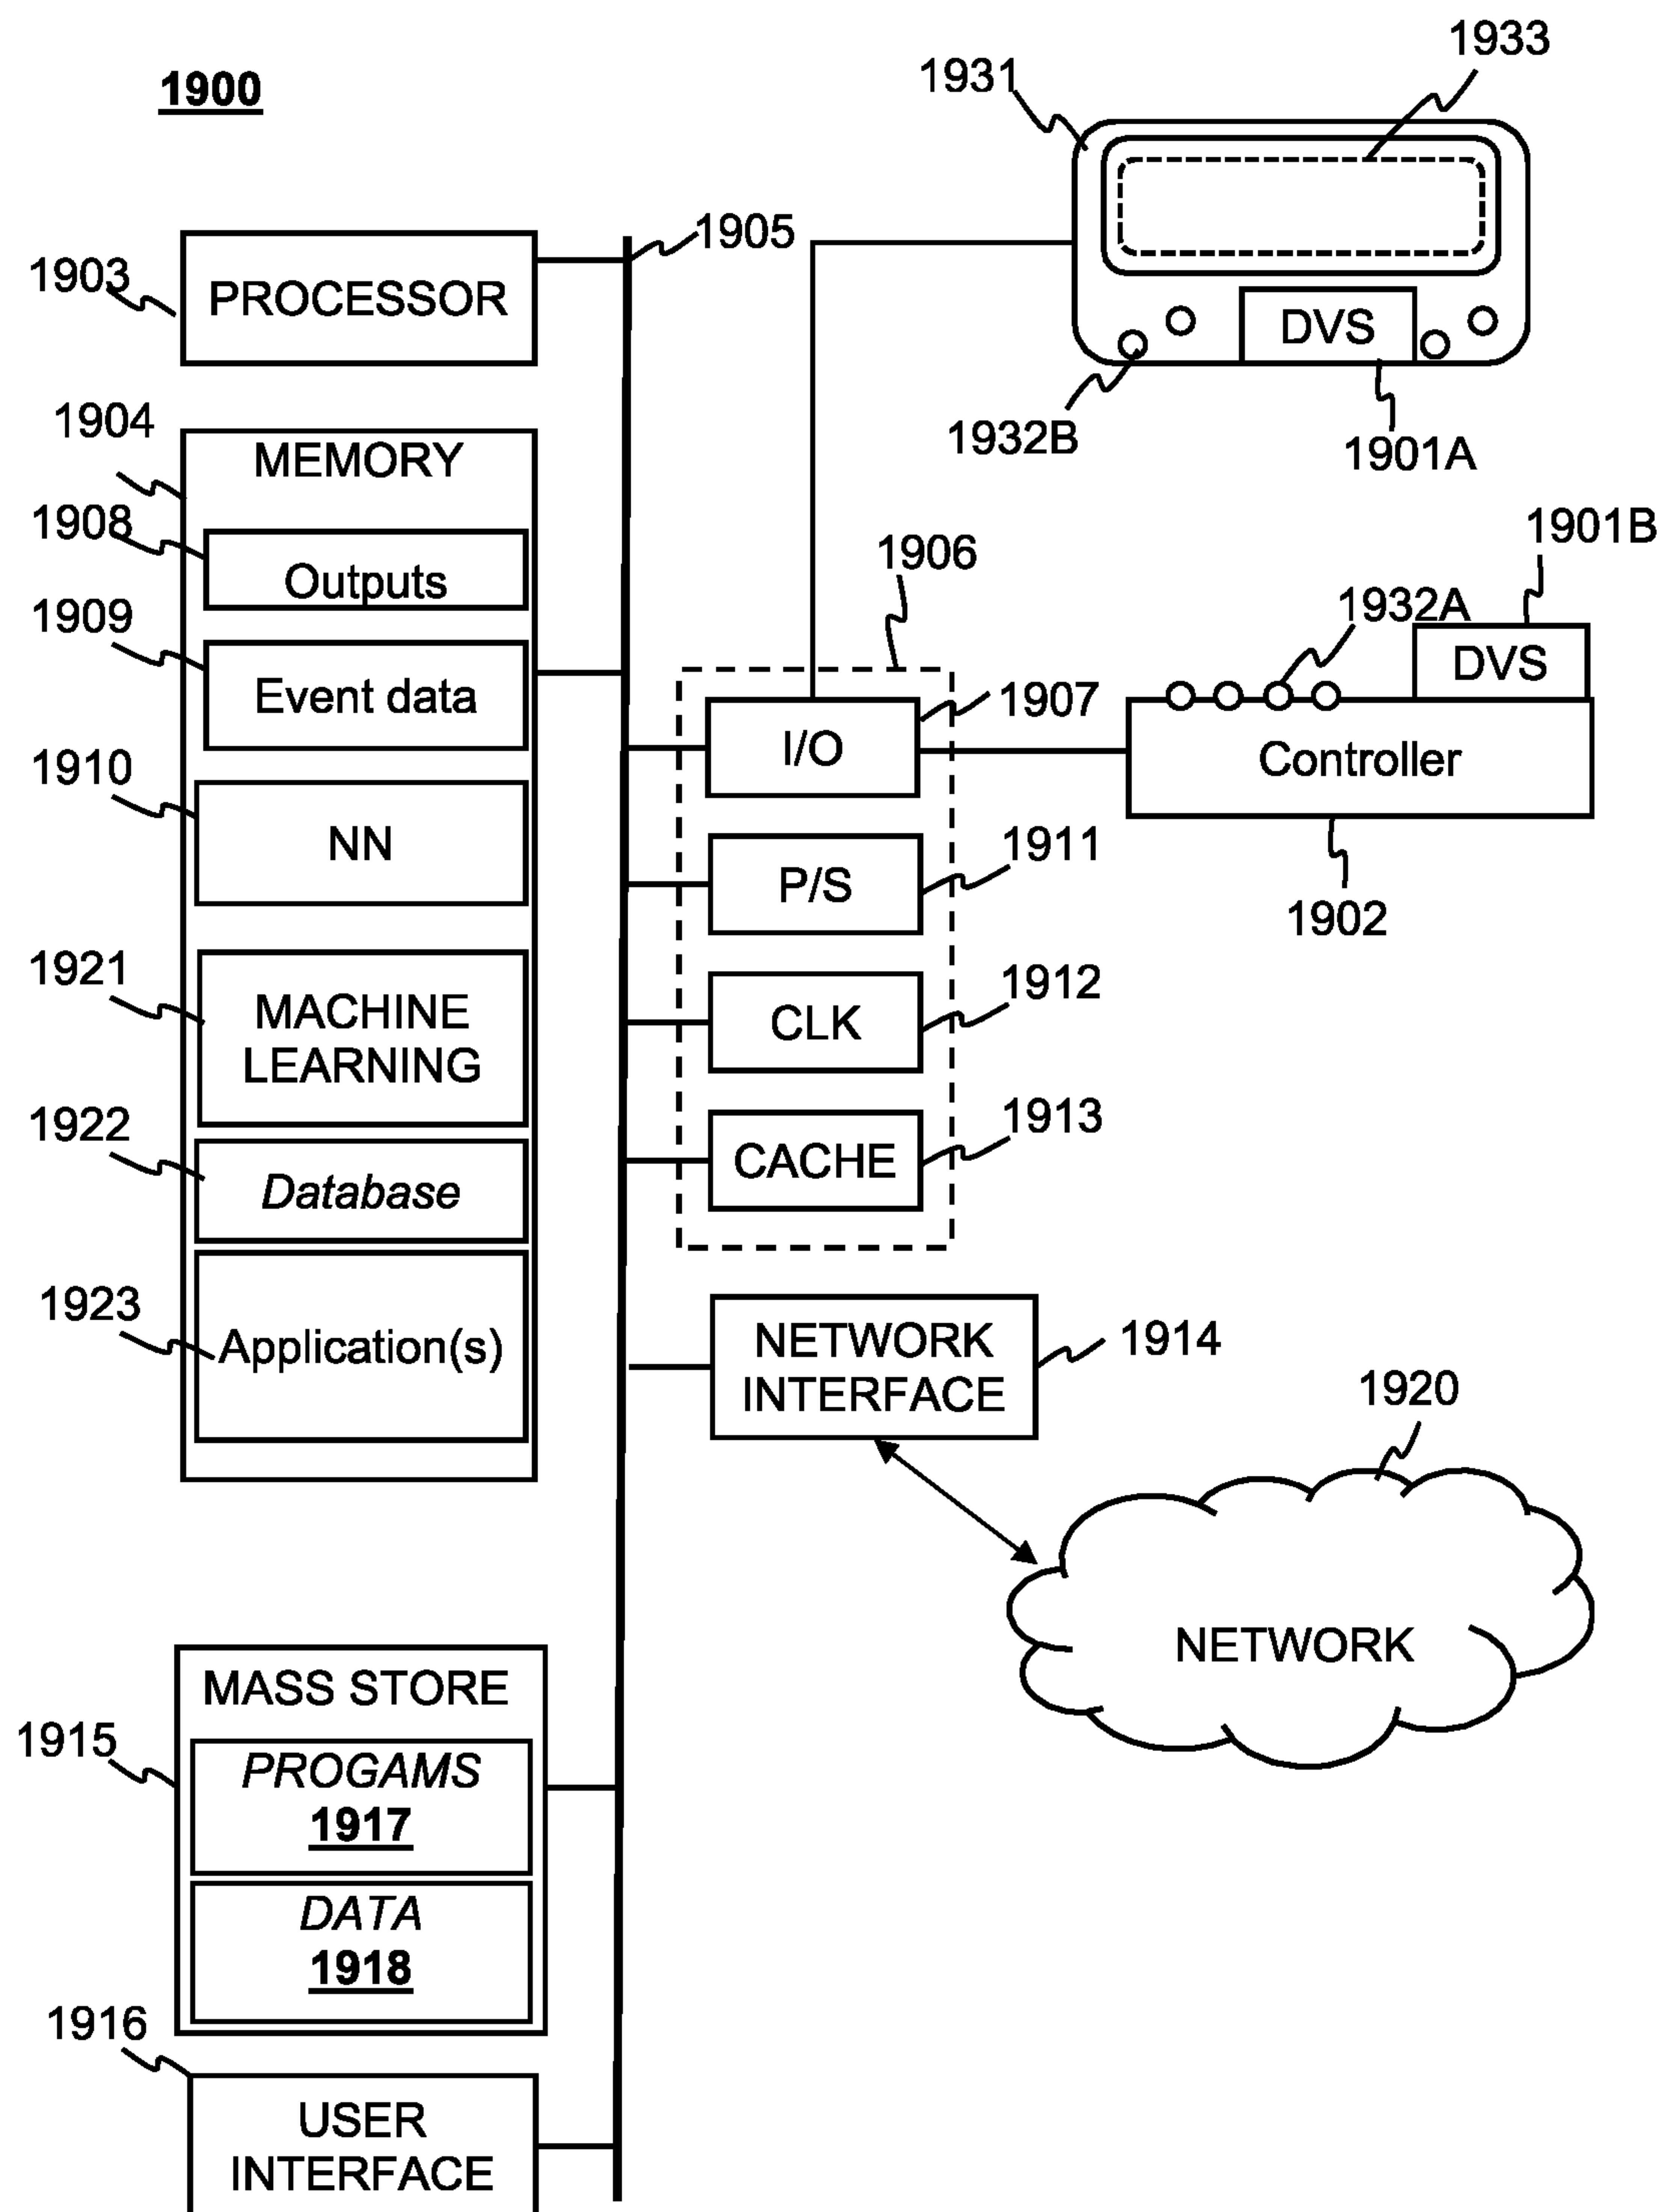 1900
1931
1933
1905
1903
PROCESSOR
DVS
1932B
1901A
1904
MEMORY
1908
Outputs
1909
Event data
1910
NN
1921
MACHINE
LEARNING
1922
Database
1923
Application(s)
1906
1901B
1932A
DVS
1907
I/O
Controller
1902
1911
P/S
1912
CLK
1913
CACHE
NETWORK
INTERFACE
1914
1920
NETWORK
MASS STORE
1915
PROGAMS
1917
DATA
1918
1916
USER
INTERFACE